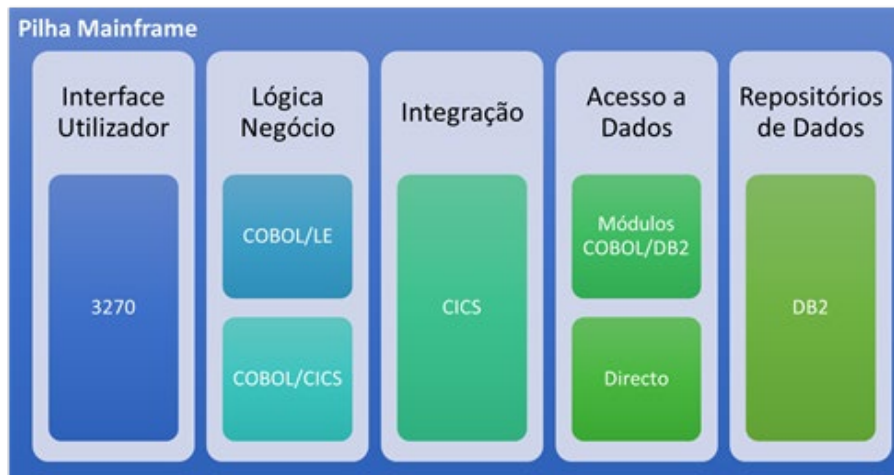 Pilha Mainframe
Interface
Utilizador
3270
Lógica
Negócio
COBOL/LE
COBOL/CICS
Integração
CICS
Acesso a
Dados
Módulos
COBOL/DB2
Directo
Repositórios
de Dados
DB2